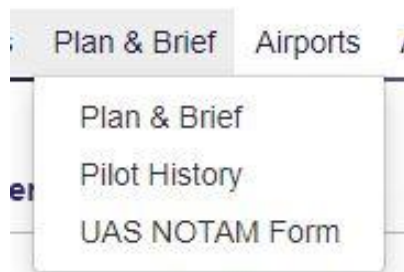 Plan & Brief Airports
Plan & Brief
Pilot History
UAS NOTAM Form